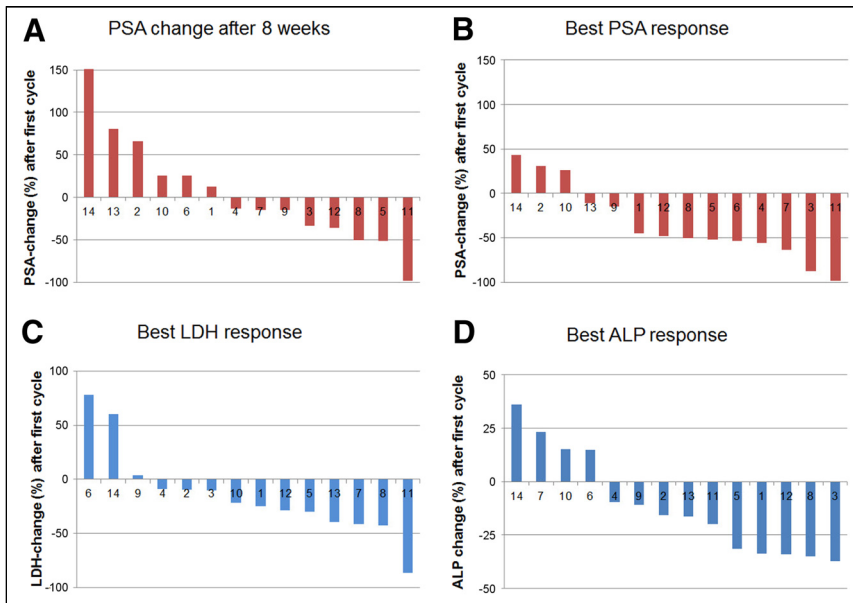 A PSA change after 8 weeks
PSA-change (%) after first cycle
150
100
50
0
-50
-100
14 13 2 10 6 1 4 7 9 3 12 8 5 11
B Best PSA response
PSA-change (%) after first cycle
150
100
50
0
-50
-100
14 2 10 13 9 1 12 8 5 6 4 7 3 11
C Best LDH response
LDH-change (%) after first cycle
100
50
0
-50
-100
6 14 9 4 2 3 10 1 12 5 13 7 8 11
D Best ALP response
ALP change (%) after first cycle
50
25
0
-25
-50
14 7 10 6 4 9 2 13 11 5 1 12 8 3